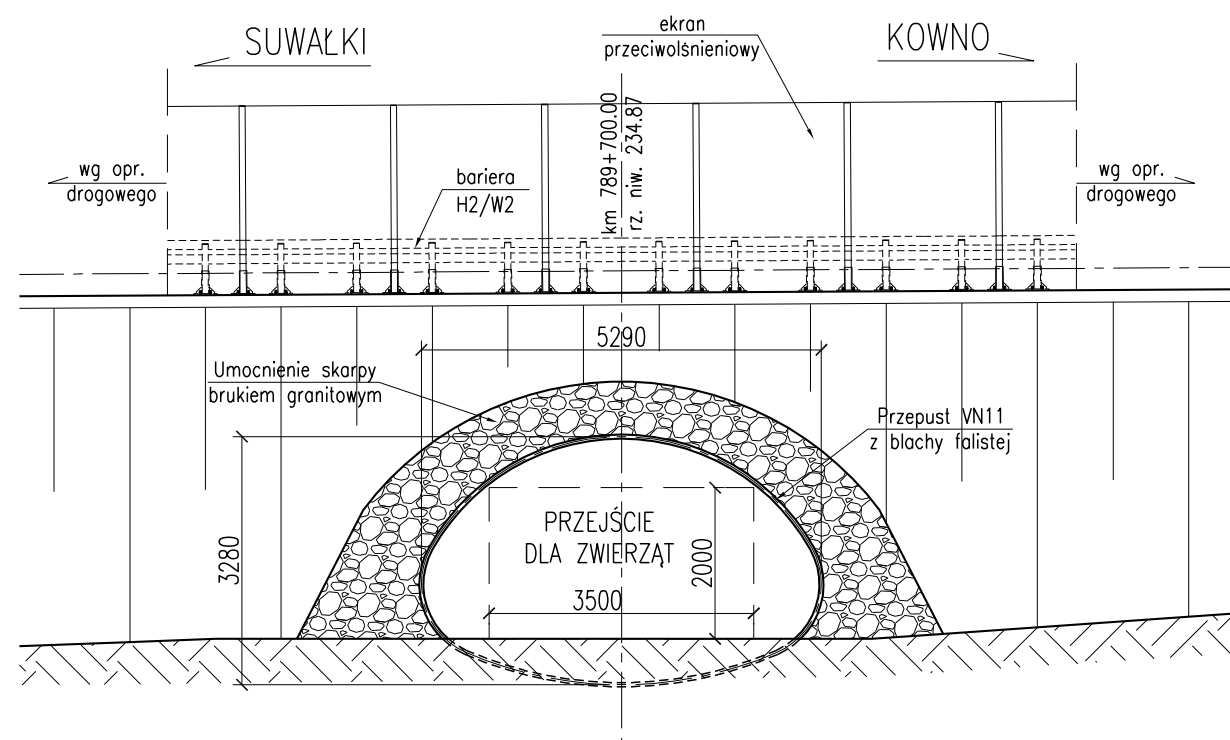 SUWAŁKI
ekran
przeciwolśnieniowy
KOWNO
km 789+700.00
rz. niw. 234.87
wg opr.
drogowego
bariera
H2/W2
wg opr.
drogowego
5290
Umocnienie skarpy
brukiem granitowym
Przepust VN11
z blachy falistej
3280
PRZEJŚCIE
DLA ZWIERZĄT
2000
3500